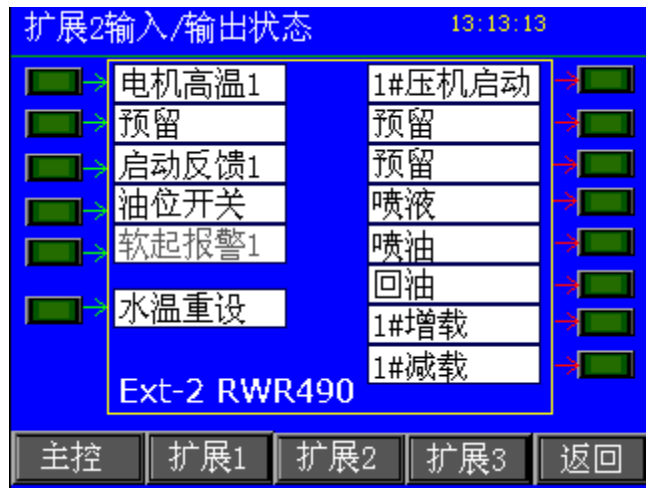 扩展2输入/输出状态 13:13:13
电机高温1 1#压机启动
预留 预留
启动反馈1 预留
油位开关 喷液
软起报警1 喷油
回油
水温重设 1#增载
1#减载
Ext-2 RWR490
主控 扩展1 扩展2 扩展3 返回